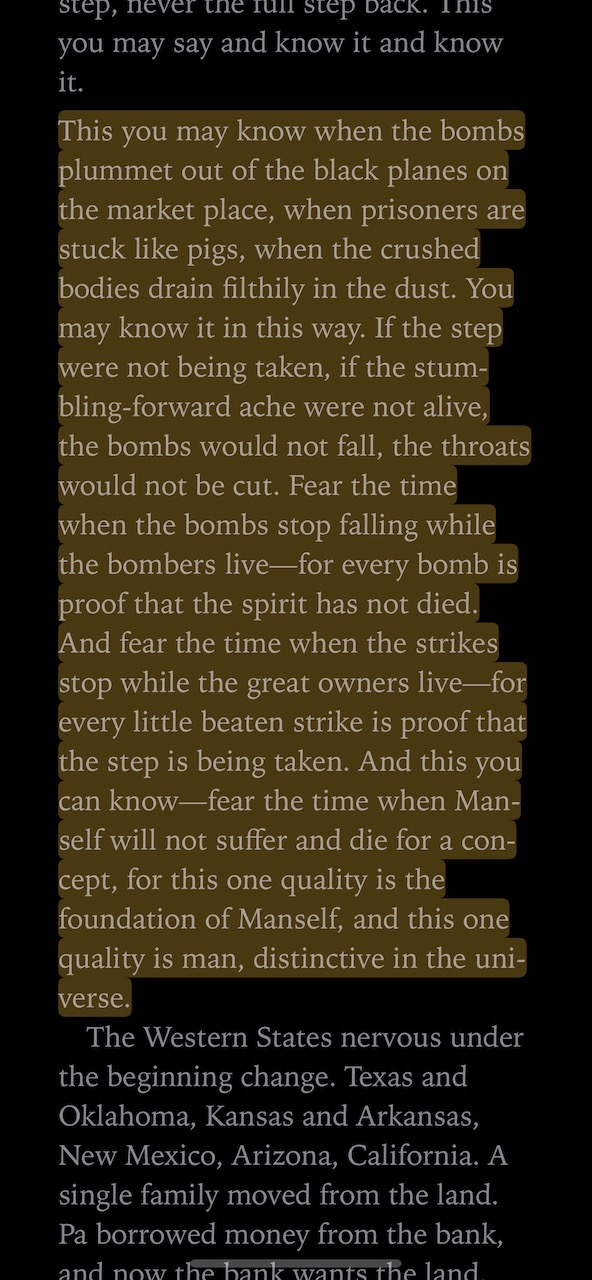 step, never the full step back. This
you may say and know it and know
it.
This you may know when the bombs
plummet out of the black planes on
the market place, when prisoners are
stuck like pigs, when the crushed
bodies drain filthily in the dust. You
may know it in this way. If the step
were not being taken, if the stum-
bling-forward ache were not alive,
the bombs would not fall, the throats
would not be cut. Fear the time
when the bombs stop falling while
the bombers live—for every bomb is
proof that the spirit has not died.
And fear the time when the strikes
stop while the great owners live—for
every little beaten strike is proof that
the step is being taken. And this you
can know—fear the time when Man-
self will not suffer and die for a con-
cept, for this one quality is the
foundation of Manself, and this one
quality is man, distinctive in the uni-
verse.
The Western States nervous under
the beginning change. Texas and
Oklahoma, Kansas and Arkansas,
New Mexico, Arizona, California. A
single family moved from the land.
Pa borrowed money from the bank,
and now the bank wants the land